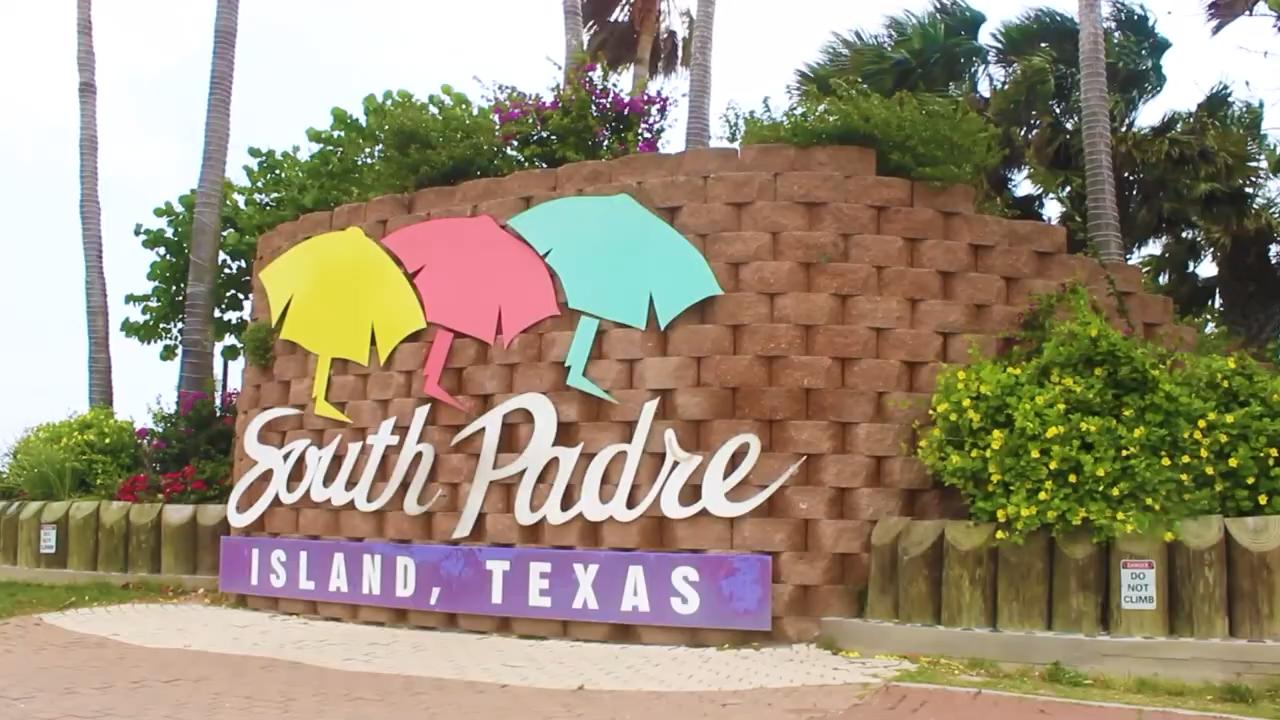 South Padre
ISLAND, TEXAS
DANGER
DO
NOT
CLIMB